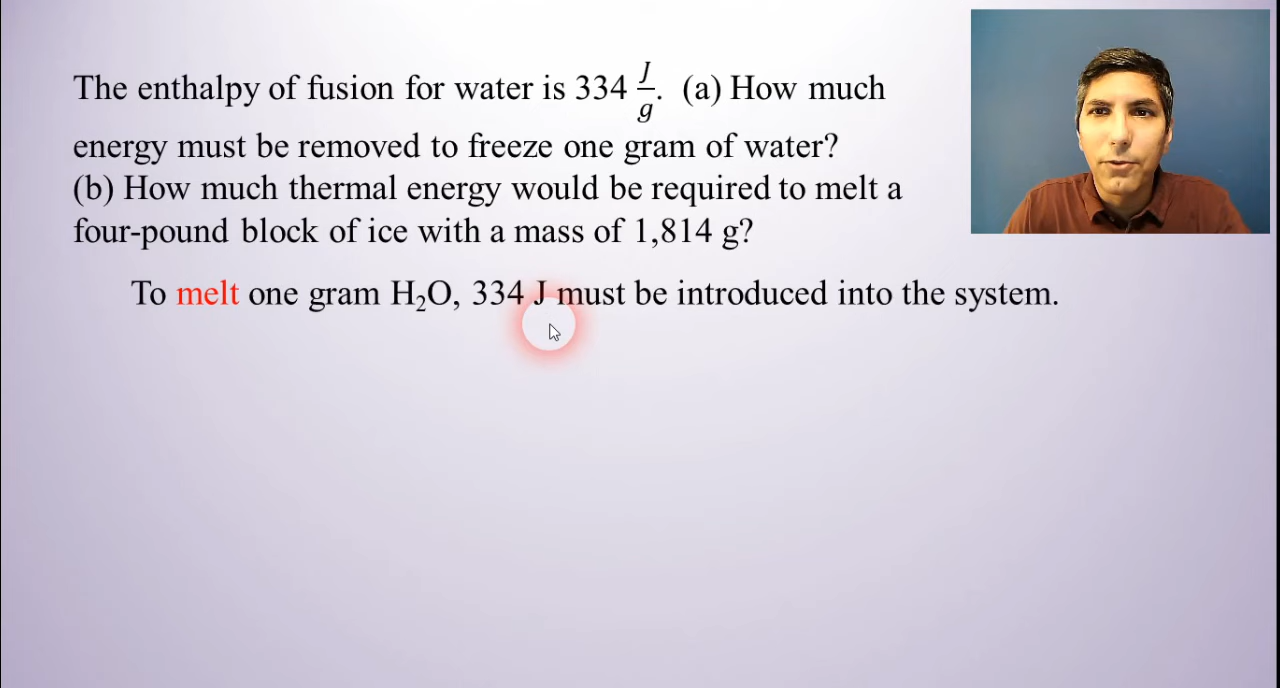 The enthalpy of fusion for water is 334 J/g. (a) How much
energy must be removed to freeze one gram of water?
(b) How much thermal energy would be required to melt a
four-pound block of ice with a mass of 1,814 g?
To melt one gram H₂O, 334 J must be introduced into the system.